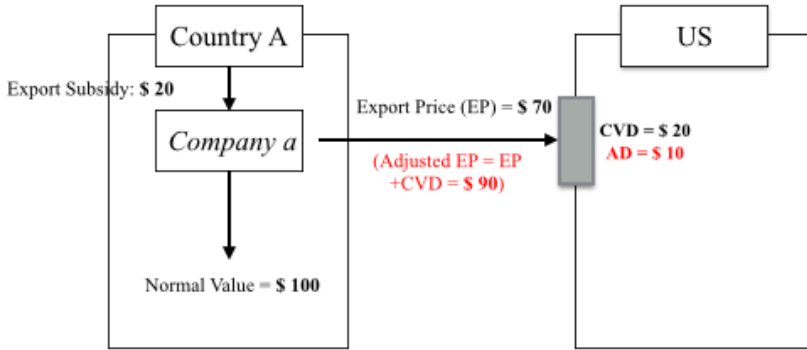 Country A
US
Export Subsidy: $ 20
Company a
Export Price (EP) = $ 70
(Adjusted EP = EP
+CVD = $ 90)
CVD = $ 20
AD = $ 10
Normal Value = $ 100